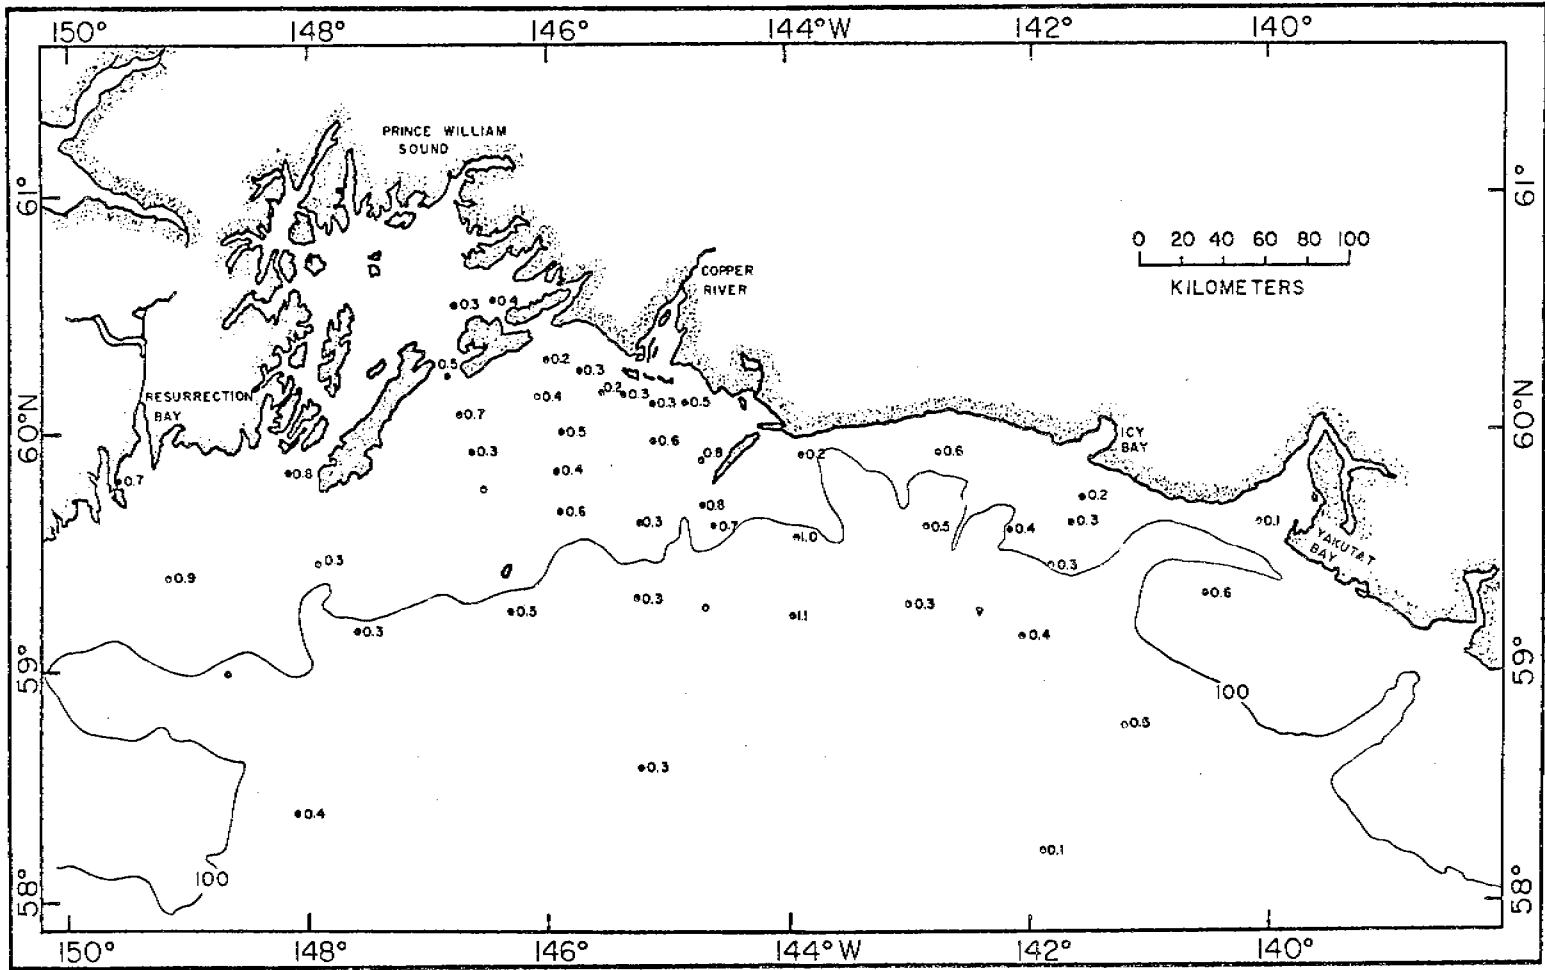 150° 148° 146° 144°W 142° 140°
PRINCE WILLIAM
SOUND
61° 61°
0 20 40 60 80 100
KILOMETERS
COPPER
RIVER
0.3 0.4
0.2
0.5 0.3
0.2
0.4 0.3
0.3 0.5
RESURRECTION
BAY
0.7
60°N 60°
0.5
0.6
ICY
BAY
0.3 0.8 0.2 0.6
0.8 0.4
0.7
0.2
0.8
0.6 0.3 0.3 0.1
0.7 0.5 0.4
1.0
YAKUTAT
BAY
0.3 0.3
0.9
0.6
0.3 0.3
0.5 1.1
0.3 0.4
59° 59°
100
0.5
0.3
0.4
0.1
100
58° 58°
150° 148° 146° 144°W 142° 140°